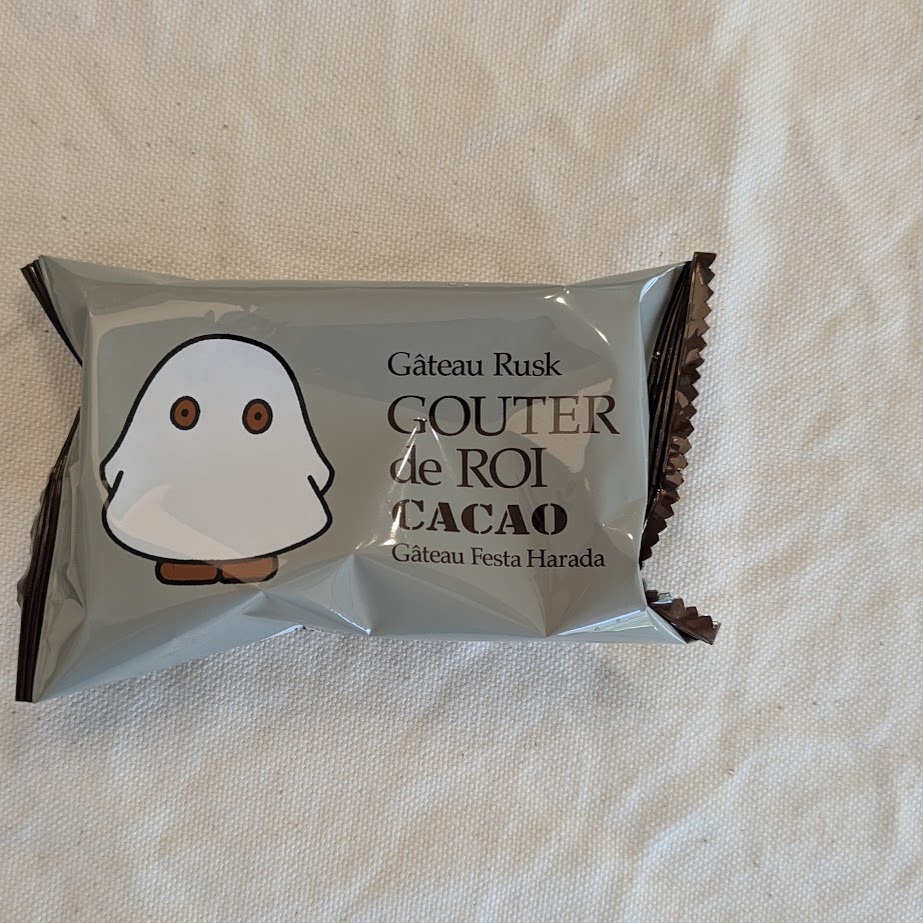 Gâteau Rusk
GOUTER
de ROI
CACAO
Gâteau Festa Harada